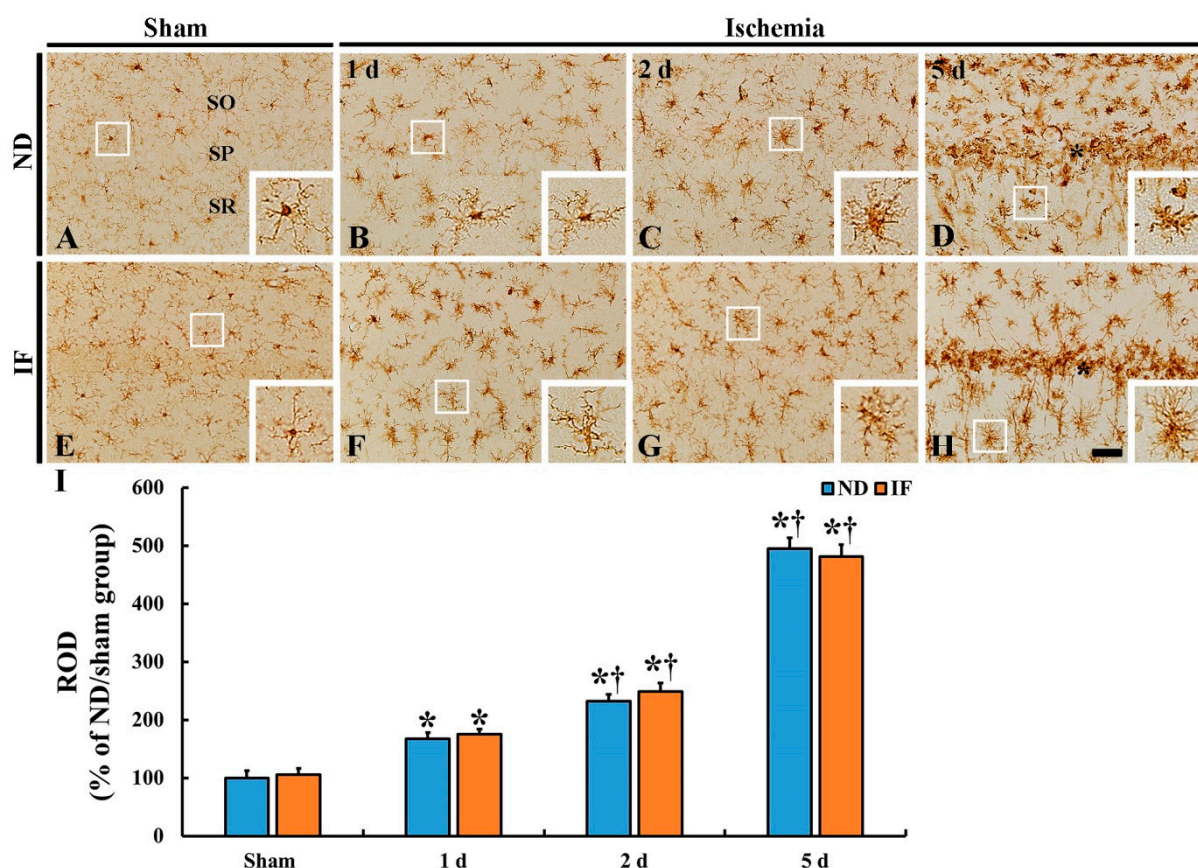 Sham Ischemia
ND 1 d 2 d 5 d
SO
SP *
SR
A B C D
IF
*
E F G H
I
ND IF
ROD
(% of ND/sham group)
600
500
400
300
200
100
0
* * *† *† *† *†
Sham 1 d 2 d 5 d